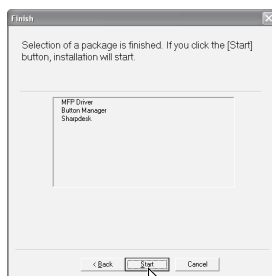 Finish
Selection of a package is finished. If you click the [Start]
button, installation will start.
MFP Driver
Button Manager
Sharpdesk
< Back
Start
Cancel